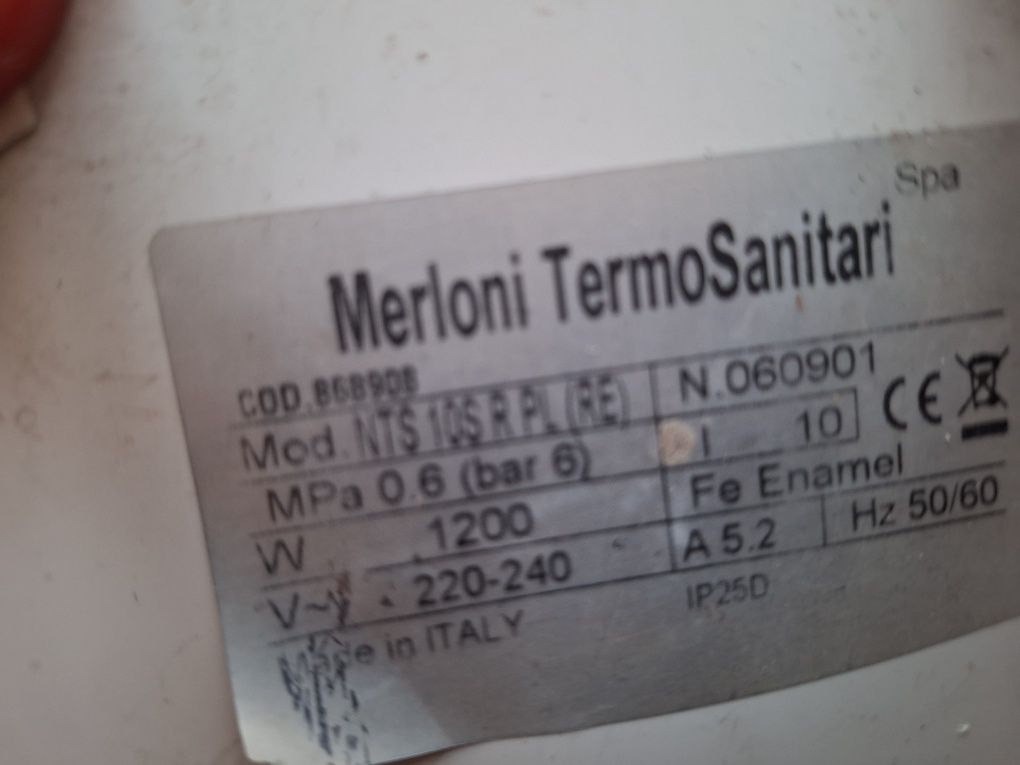 Spa
Merloni TermoSanitari
COD.868908
Mod. NTS 10S R PL (RE) N.060901
MPa 0.6 (bar 6) l 10 CE
W 1200 Fe Enamel
V~ 220-240 A 5.2 Hz 50/60
in ITALY IP25D